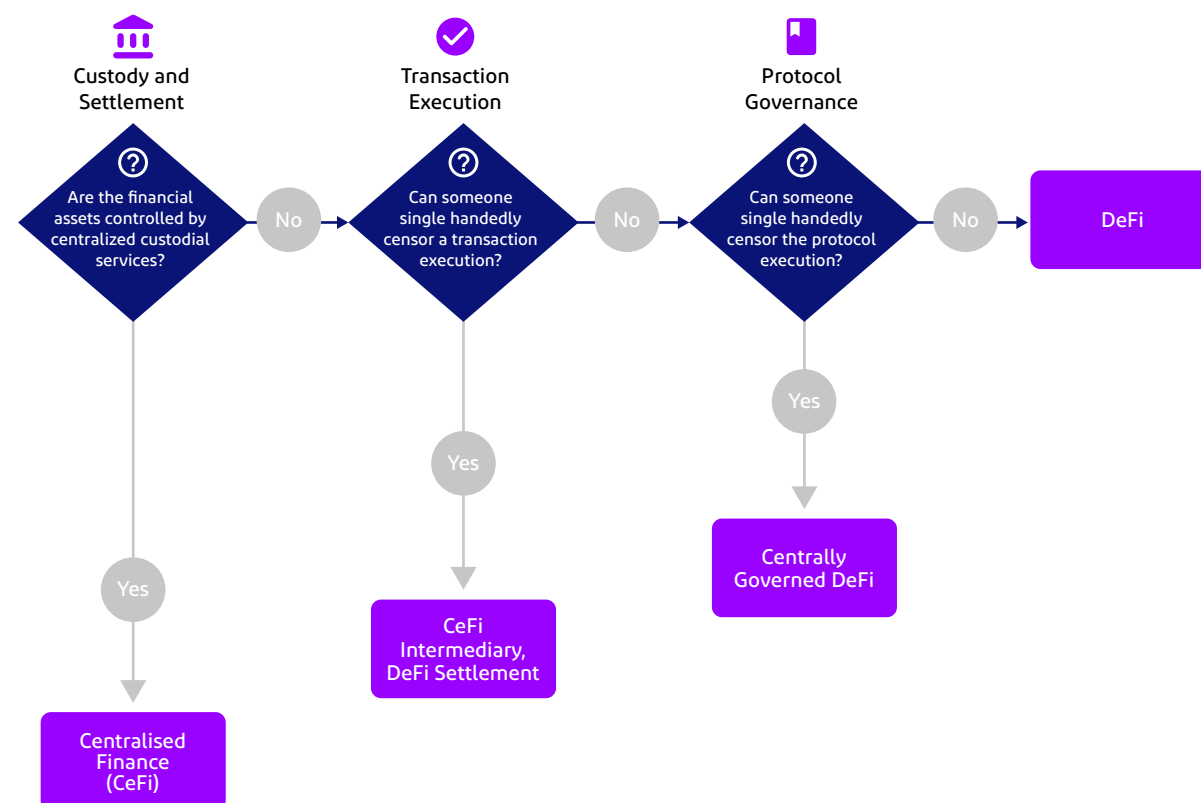 Custody and
Settlement
Transaction
Execution
Protocol
Governance
Are the financial
assets controlled by
centralized custodial
services?
No
Can someone
single handedly
censor a transaction
execution?
No
Can someone
single handedly
censor the protocol
execution?
No
DeFi
Yes
Yes
Yes
Centrally
Governed DeFi
CeFi
Intermediary,
DeFi Settlement
Centralised
Finance
(CeFi)